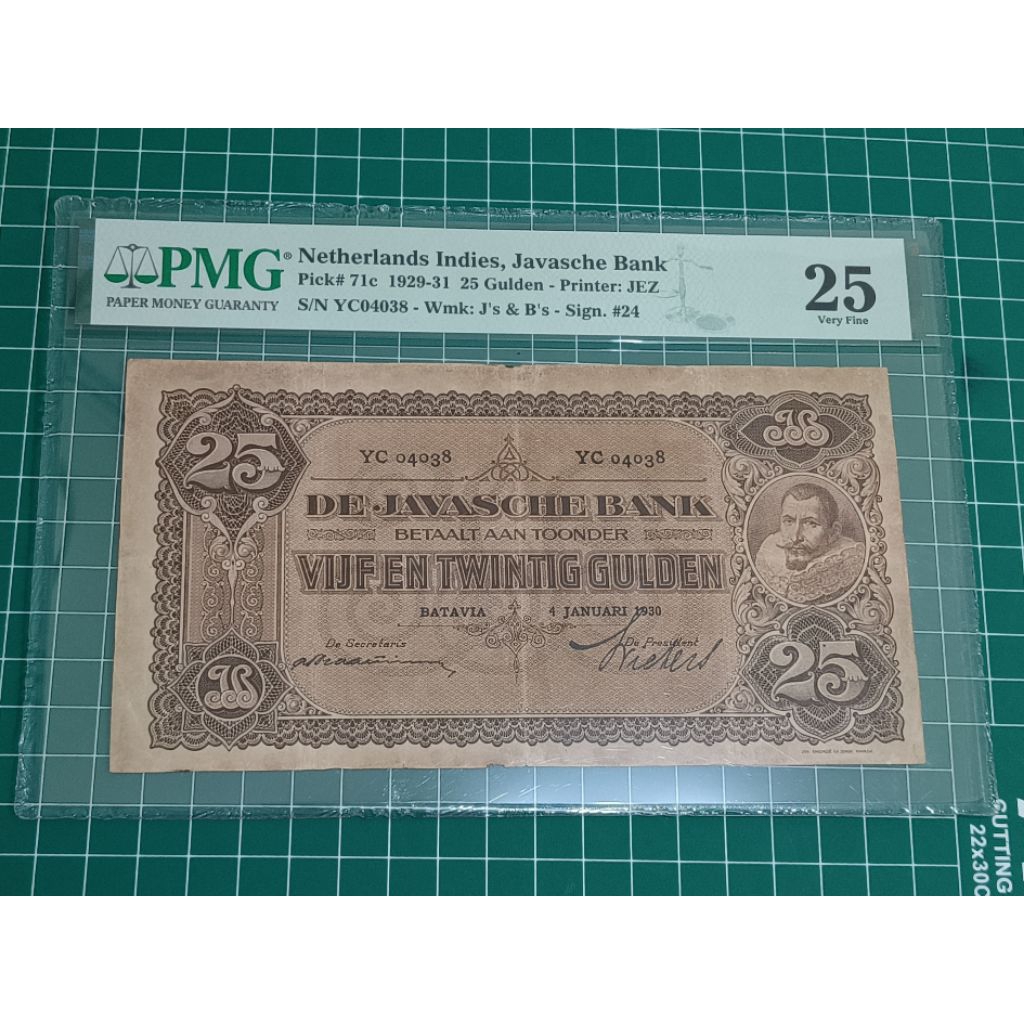 PMG®
PAPER MONEY GUARANTY
Netherlands Indies, Javasche Bank
Pick# 71c 1929-31 25 Gulden - Printer: JEZ
S/N YC04038 - Wmk: J's & B's - Sign. #24
25
Very Fine
25
YC 04038 YC 04038
DE JAVASCHE BANK
BETAALT AAN TOONDER
VIJF EN TWINTIG GULDEN
BATAVIA 4 JANUARI 1930
De Secretaris De President
25
CUTTING
22x30